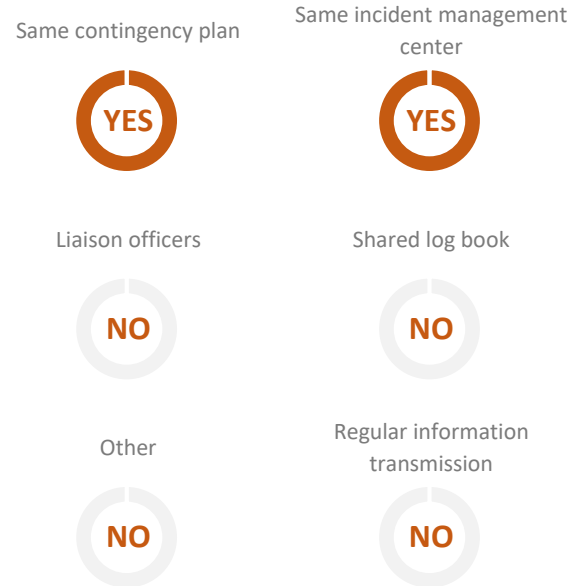 Same contingency plan
Same incident management
center
YES
YES
Liaison officers
Shared log book
NO
NO
Other
Regular information
transmission
NO
NO